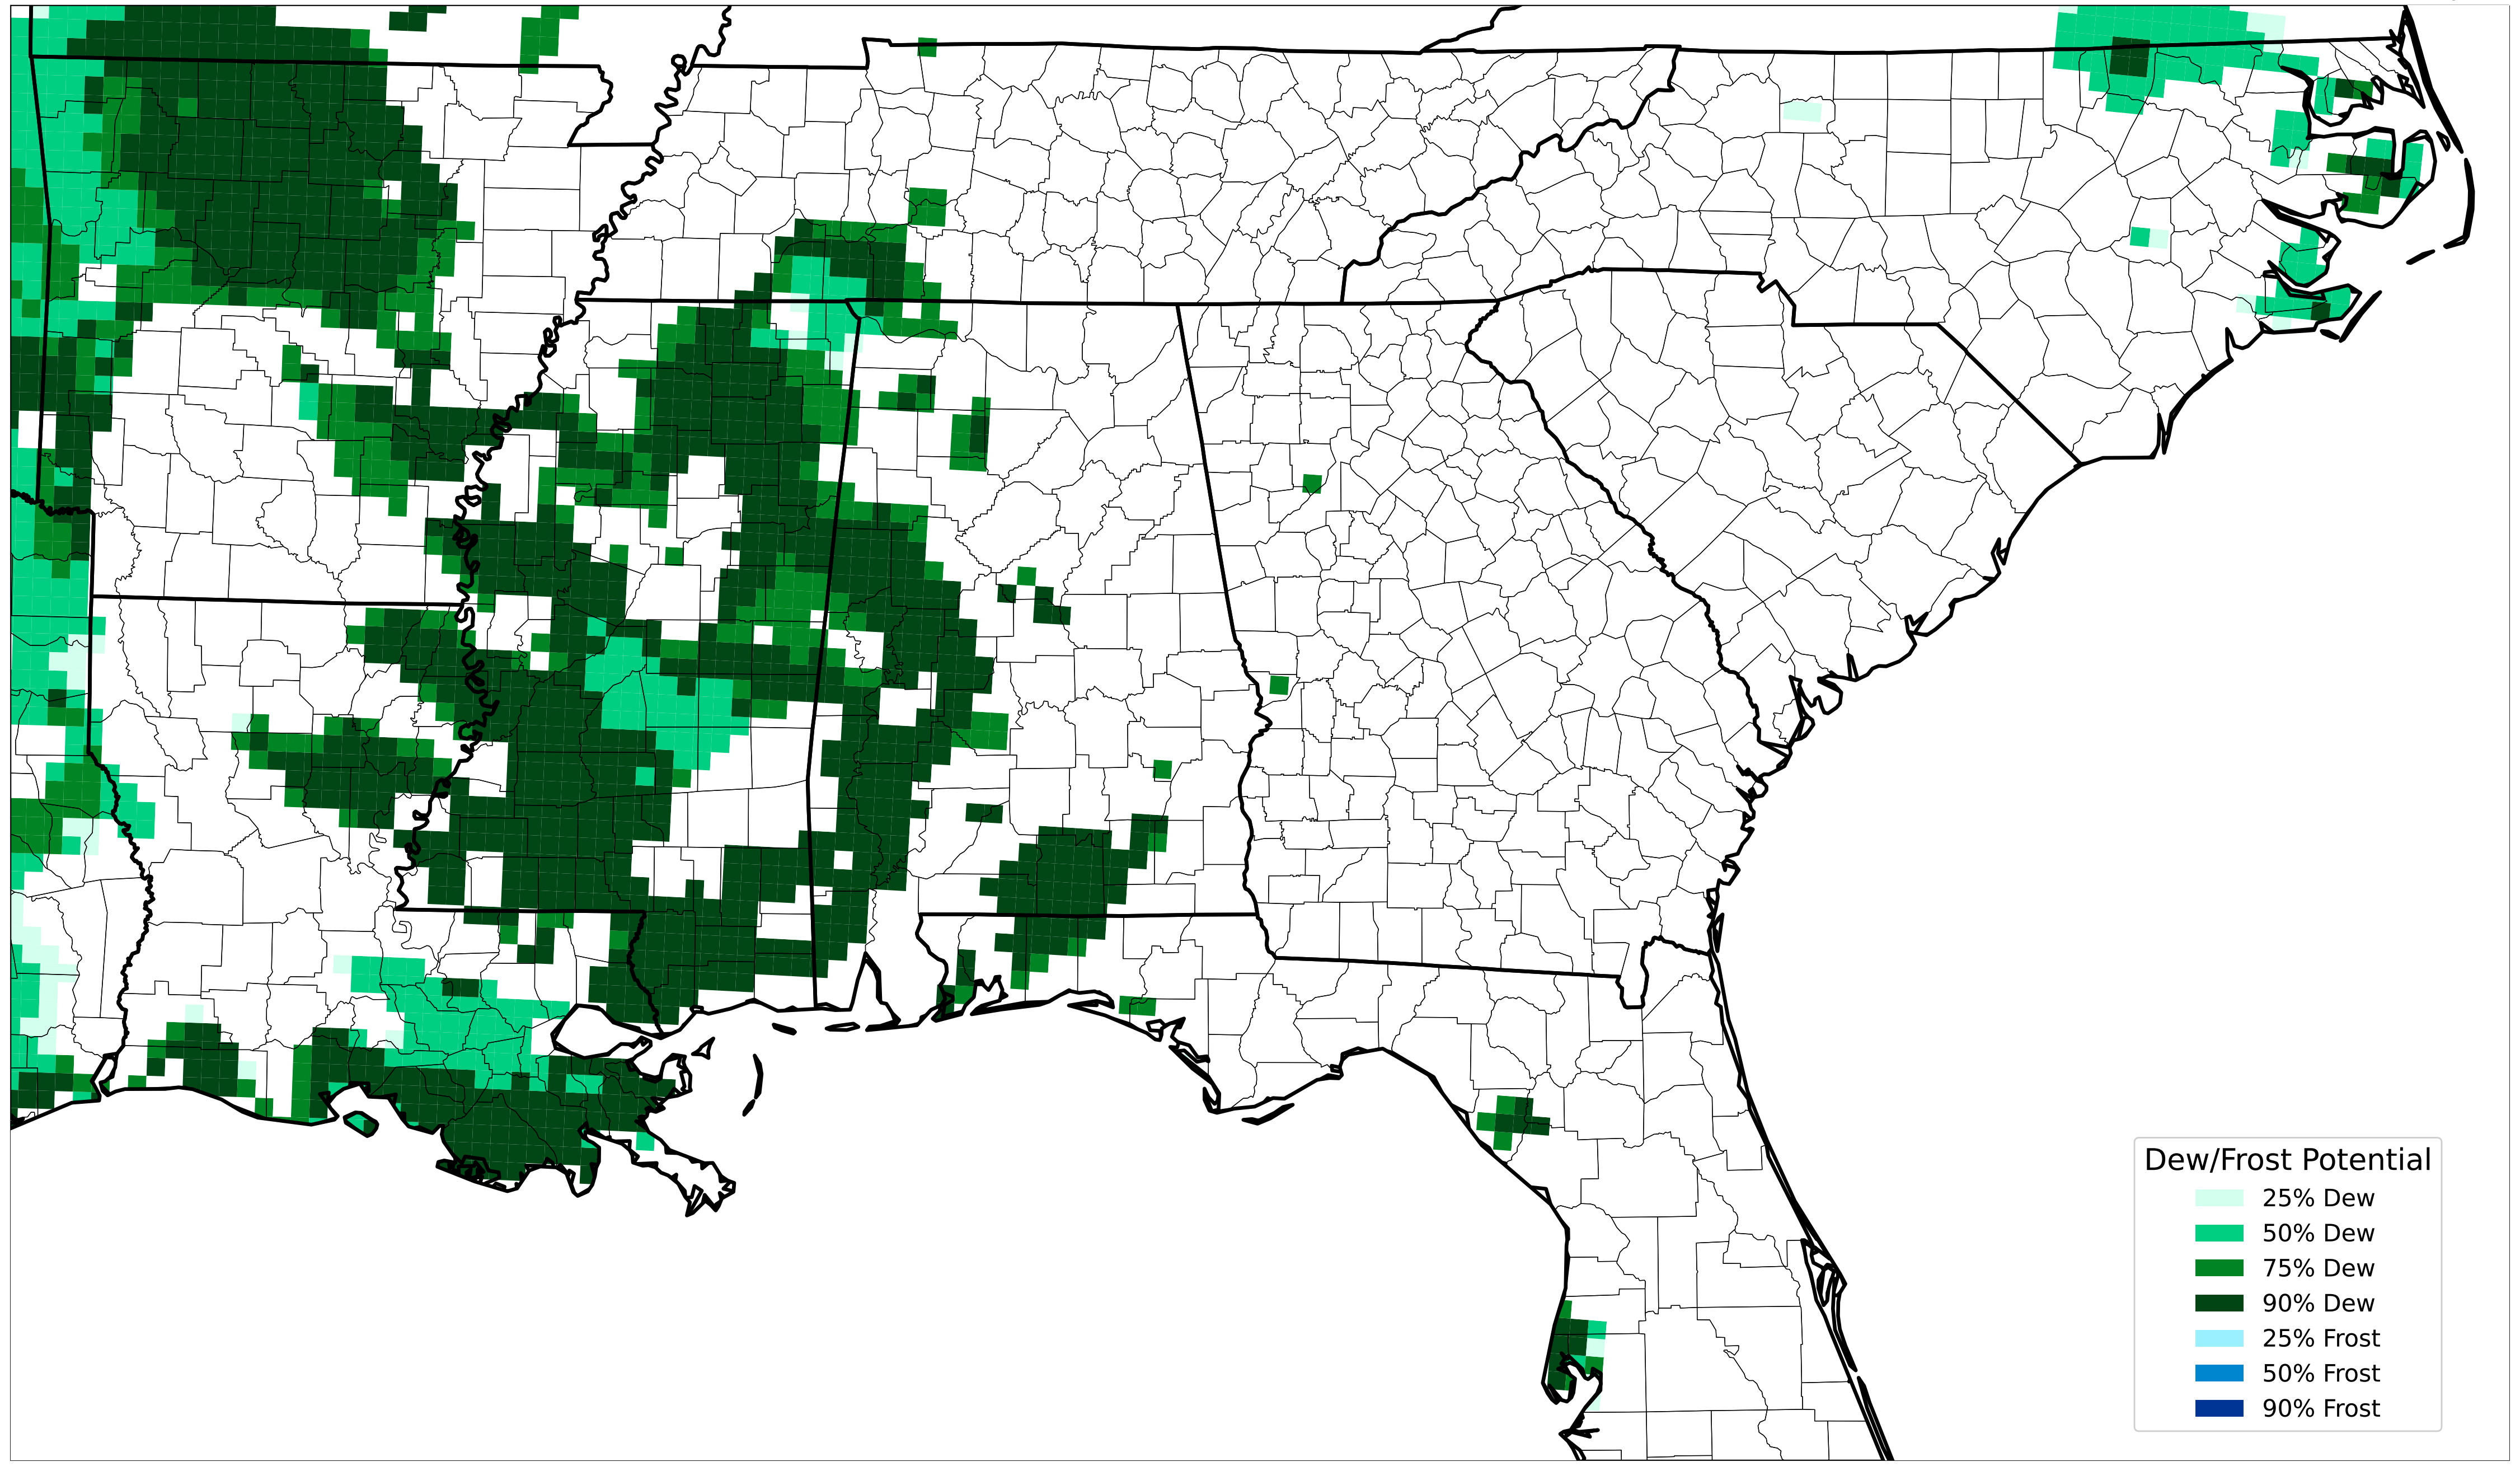 Dew/Frost Potential
25% Dew
50% Dew
75% Dew
90% Dew
25% Frost
50% Frost
90% Frost